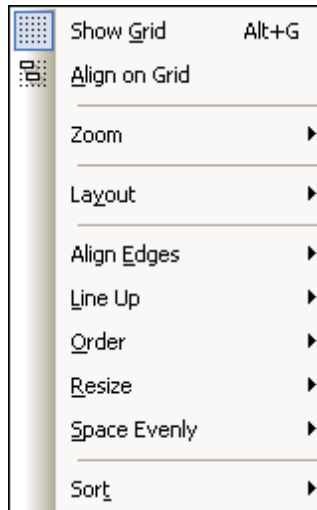 Show Grid Alt+G
Align on Grid
Zoom
Layout
Align Edges
Line Up
Order
Resize
Space Evenly
Sort